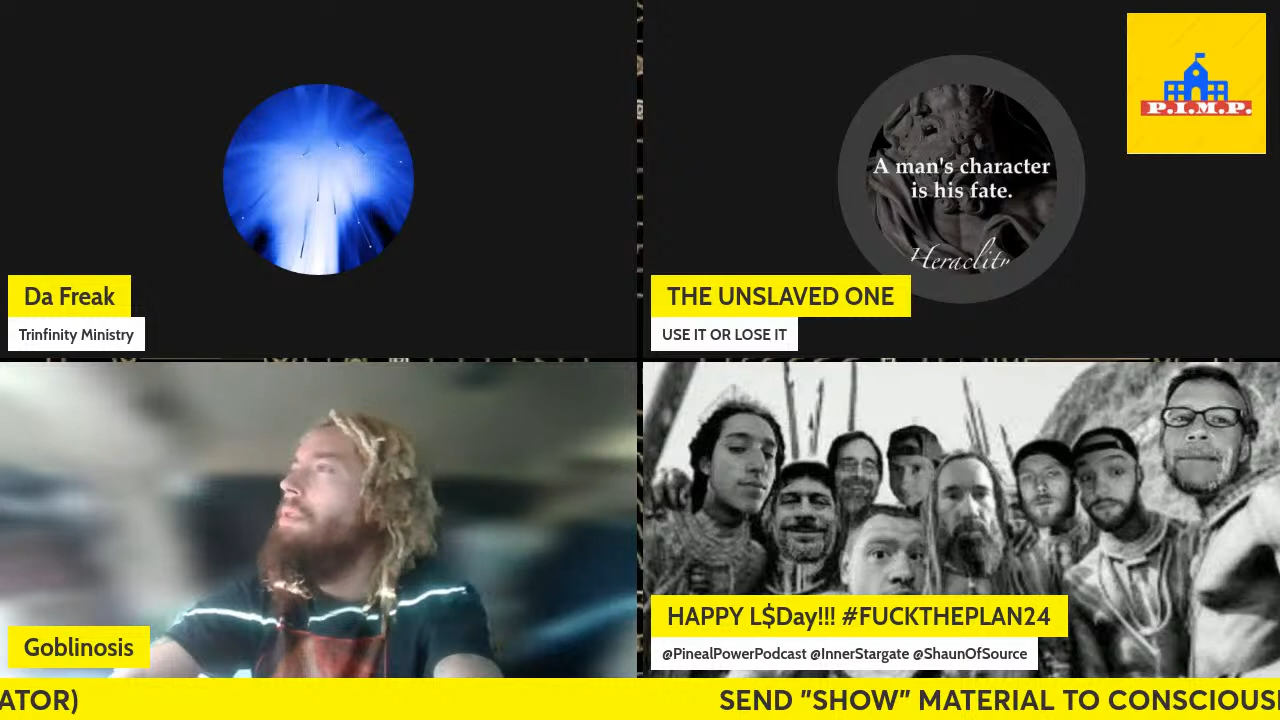 P.I.M.P.
A man's character
is his fate.
Heraclitu
Da Freak
Trinfinity Ministry
THE UNSLAVED ONE
USE IT OR LOSE IT
Goblinosis
HAPPY L$Day!!! #FUCKTHEPLAN24
@PinealPowerPodcast @InnerStargate @ShaunOfSource
ATOR)
SEND "SHOW" MATERIAL TO CONSCIOUS